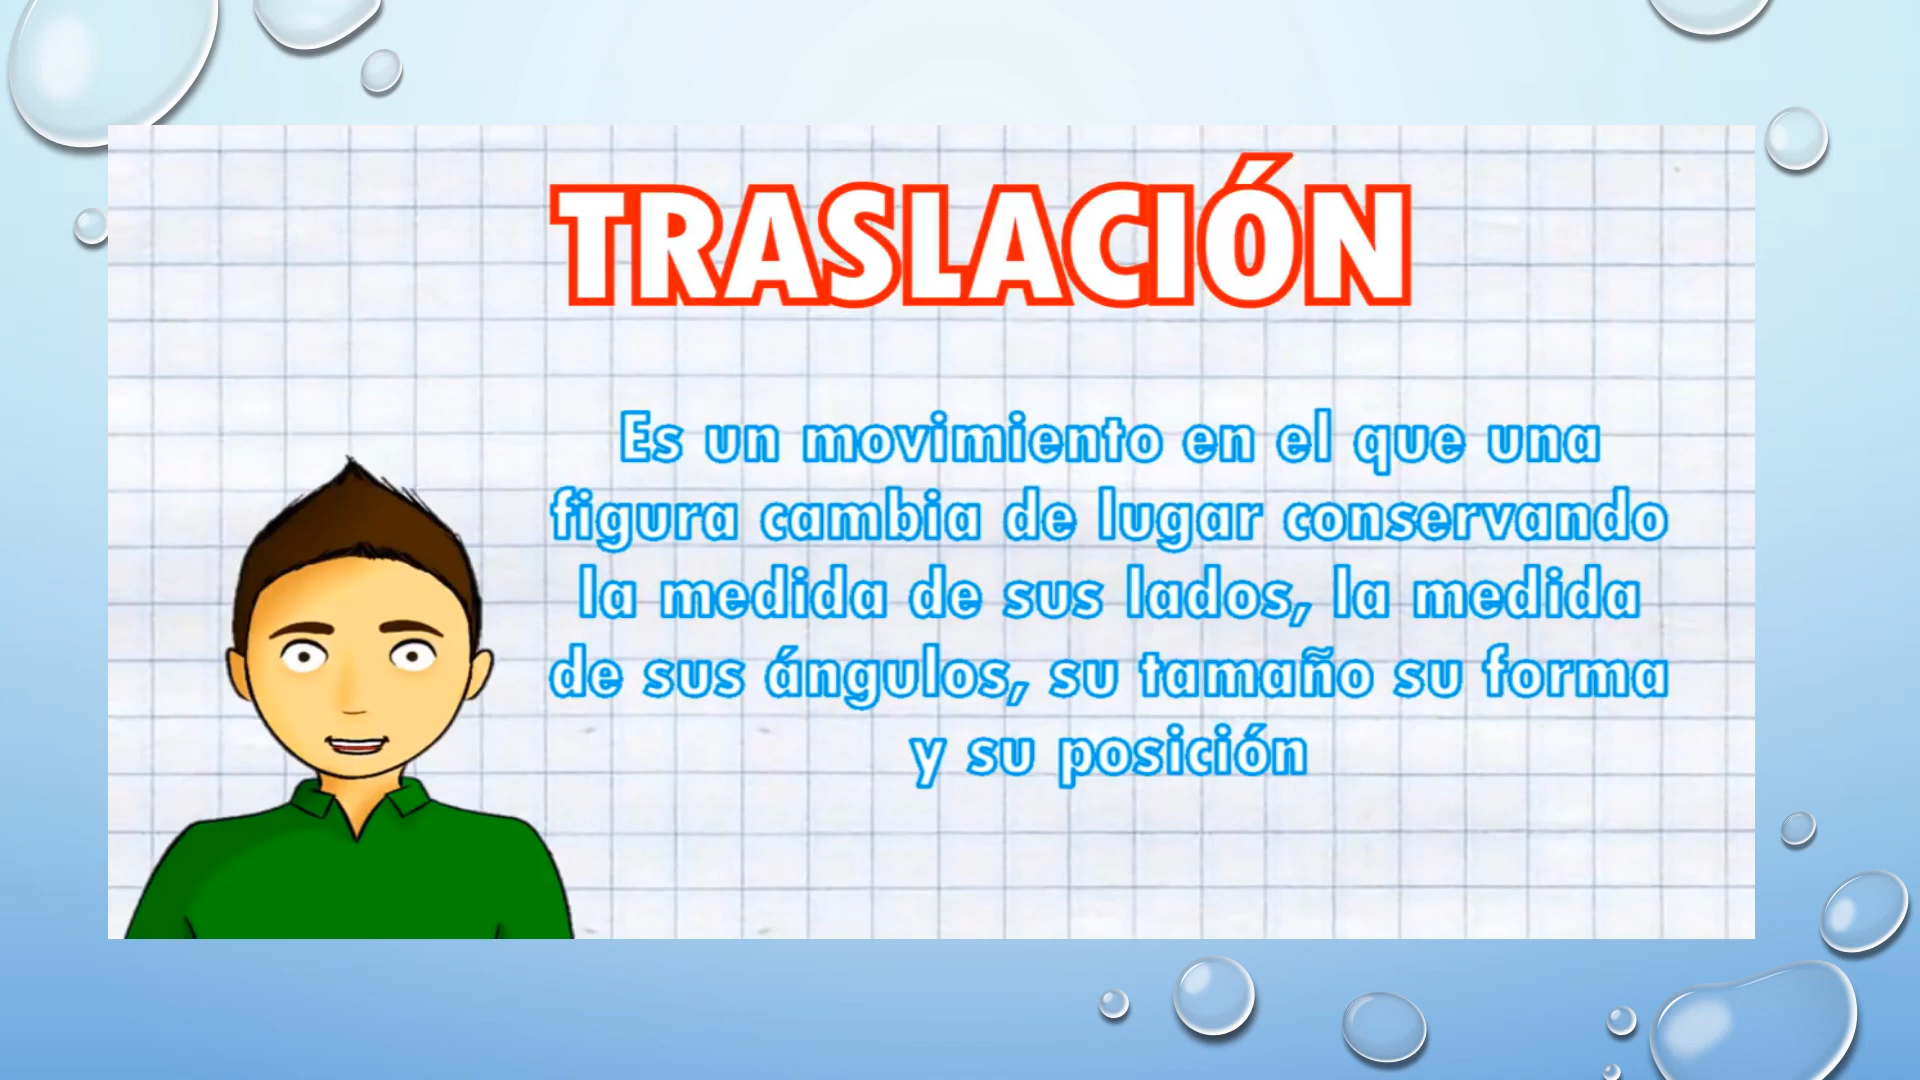 TRASLACIÓN
Es un movimiento en el que una
figura cambia de lugar conservando
la medida de sus lados, la medida
de sus ángulos, su tamaño su forma
y su posición